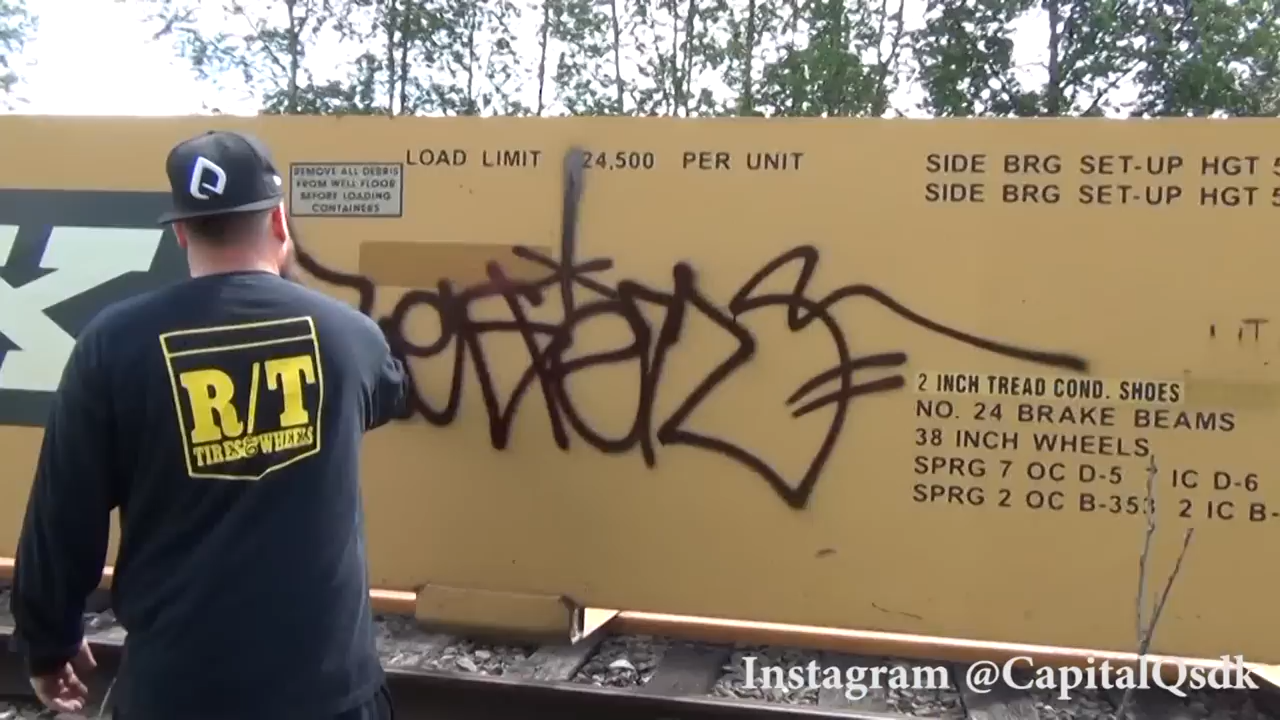 LOAD LIMIT 24,500 PER UNIT
REMOVE ALL DEBRIS
FROM WELL FLOOR
BEFORE LOADING
CONTAINERS
SIDE BRG SET-UP HGT 5
SIDE BRG SET-UP HGT 5
R/T
TIRES & WHEELS
2 INCH TREAD COND. SHOES
NO. 24 BRAKE BEAMS
38 INCH WHEELS
SPRG 7 OC D-5 IC D-6
SPRG 2 OC B-353 2 IC B-
Instagram @CapitalQsdk